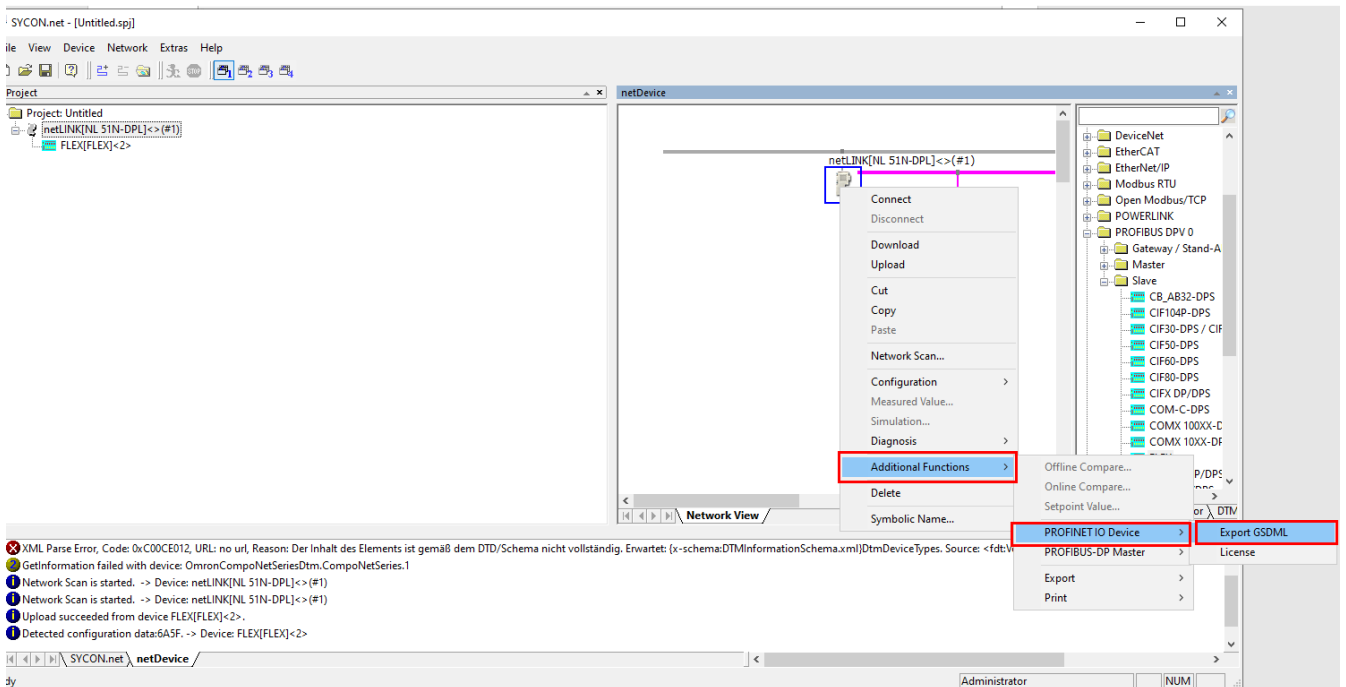 SYCON.net - [Untitled.spj]
ile View Device Network Extras Help
Project
netDevice
Project: Untitled
netLINK[NL 51N-DPL]<>(#1)
FLEX[FLEX]<2>
netLINK[NL 51N-DPL]<>(#1)
Connect
Disconnect
Download
Upload
Cut
Copy
Paste
Network Scan...
Configuration
Measured Value...
Simulation...
Diagnosis
Additional Functions
Delete
Symbolic Name...
Offline Compare...
Online Compare...
Setpoint Value...
PROFINET IO Device
PROFIBUS-DP Master
Export
Print
Export GSDML
License
DeviceNet
EtherCAT
EtherNet/IP
Modbus RTU
Open Modbus/TCP
POWERLINK
PROFIBUS DPV 0
Gateway / Stand-A
Master
Slave
CB_AB32-DPS
CIF104P-DPS
CIF30-DPS / CIF
CIF50-DPS
CIF60-DPS
CIF80-DPS
CIFX DP/DPS
COM-C-DPS
COMX 100XX-D
COMX 10XX-DP
P/DPS
or DTM
Network View
XML Parse Error, Code: 0xC00CE012, URL: no url, Reason: Der Inhalt des Elements ist gemäß dem DTD/Schema nicht vollständig. Erwartet: {x-schema:DTMInformationSchema.xml}DtmDeviceTypes. Source: <fdt:V
GetInformation failed with device: OmronCompoNetSeriesDtm.CompoNetSeries.1
Network Scan is started. -> Device: netLINK[NL 51N-DPL]<>(#1)
Network Scan is started. -> Device: netLINK[NL 51N-DPL]<>(#1)
Upload succeeded from device FLEX[FLEX]<2>.
Detected configuration data:6A5F. -> Device: FLEX[FLEX]<2>
SYCON.net netDevice
dy Administrator NUM